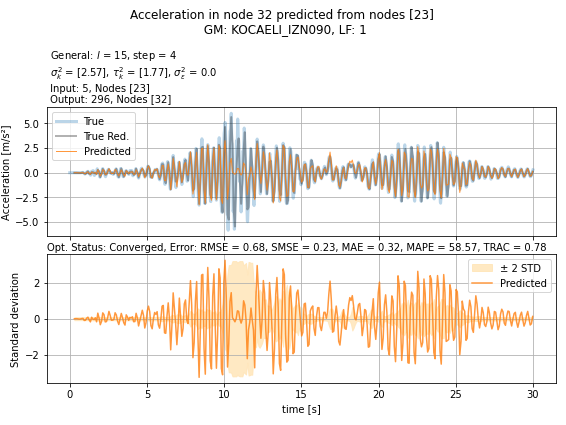 Acceleration in node 32 predicted from nodes [23]
GM: KOCAELI_IZN090, LF: 1
General: l = 15, step = 4
σ²ₖ = [2.57], τ²ₖ = [1.77], σ²ε = 0.0
Input: 5, Nodes [23]
Output: 296, Nodes [32]
True
True Red.
Predicted
Acceleration [m/s²]
5.0
2.5
0.0
−2.5
−5.0
Opt. Status: Converged, Error: RMSE = 0.68, SMSE = 0.23, MAE = 0.32, MAPE = 58.57, TRAC = 0.78
± 2 STD
Predicted
Standard deviation
2
0
−2
0 5 10 15 20 25 30
time [s]